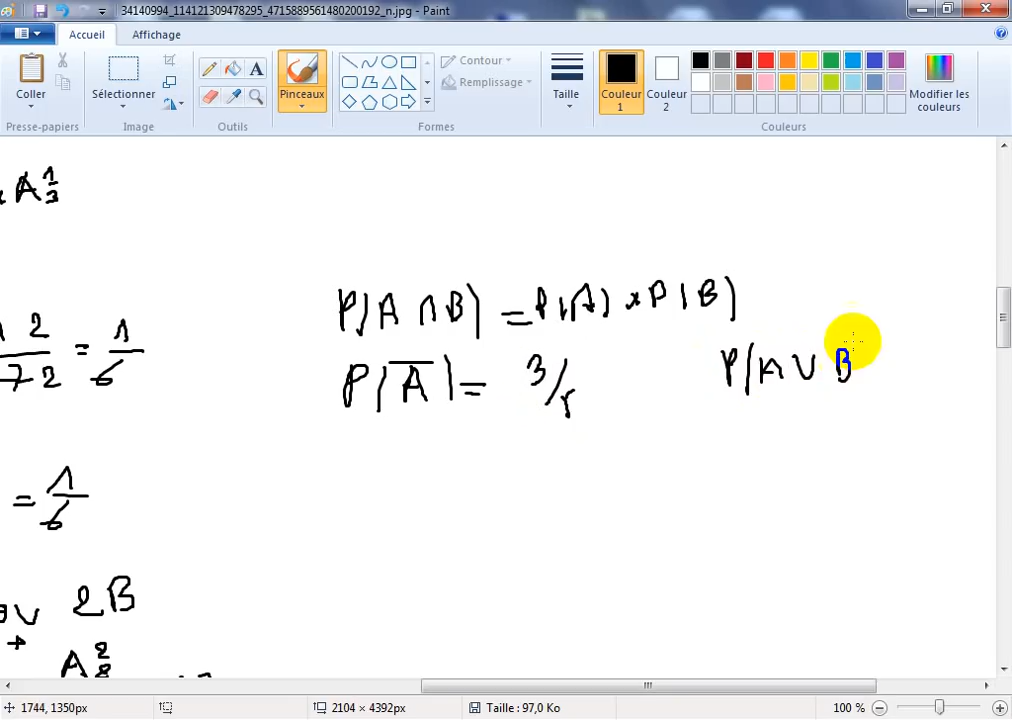 34140994_114121309478295_4715889561480200192_n.jpg - Paint
Accueil Affichage
Coller Sélectionner Pinceaux Contour Remplissage Taille Couleur 1 Couleur 2 Modifier les couleurs
Presse-papiers Image Outils Formes Couleurs
A 1/3
P(A ∩ B) = P(A) × P(B)
2/72 = 1/6
P(A̅) = 3/5 P(A ∪ B
= 1/6
2B
A 2
1744, 1350px 2104 × 4392px Taille : 97,0 Ko 100 %